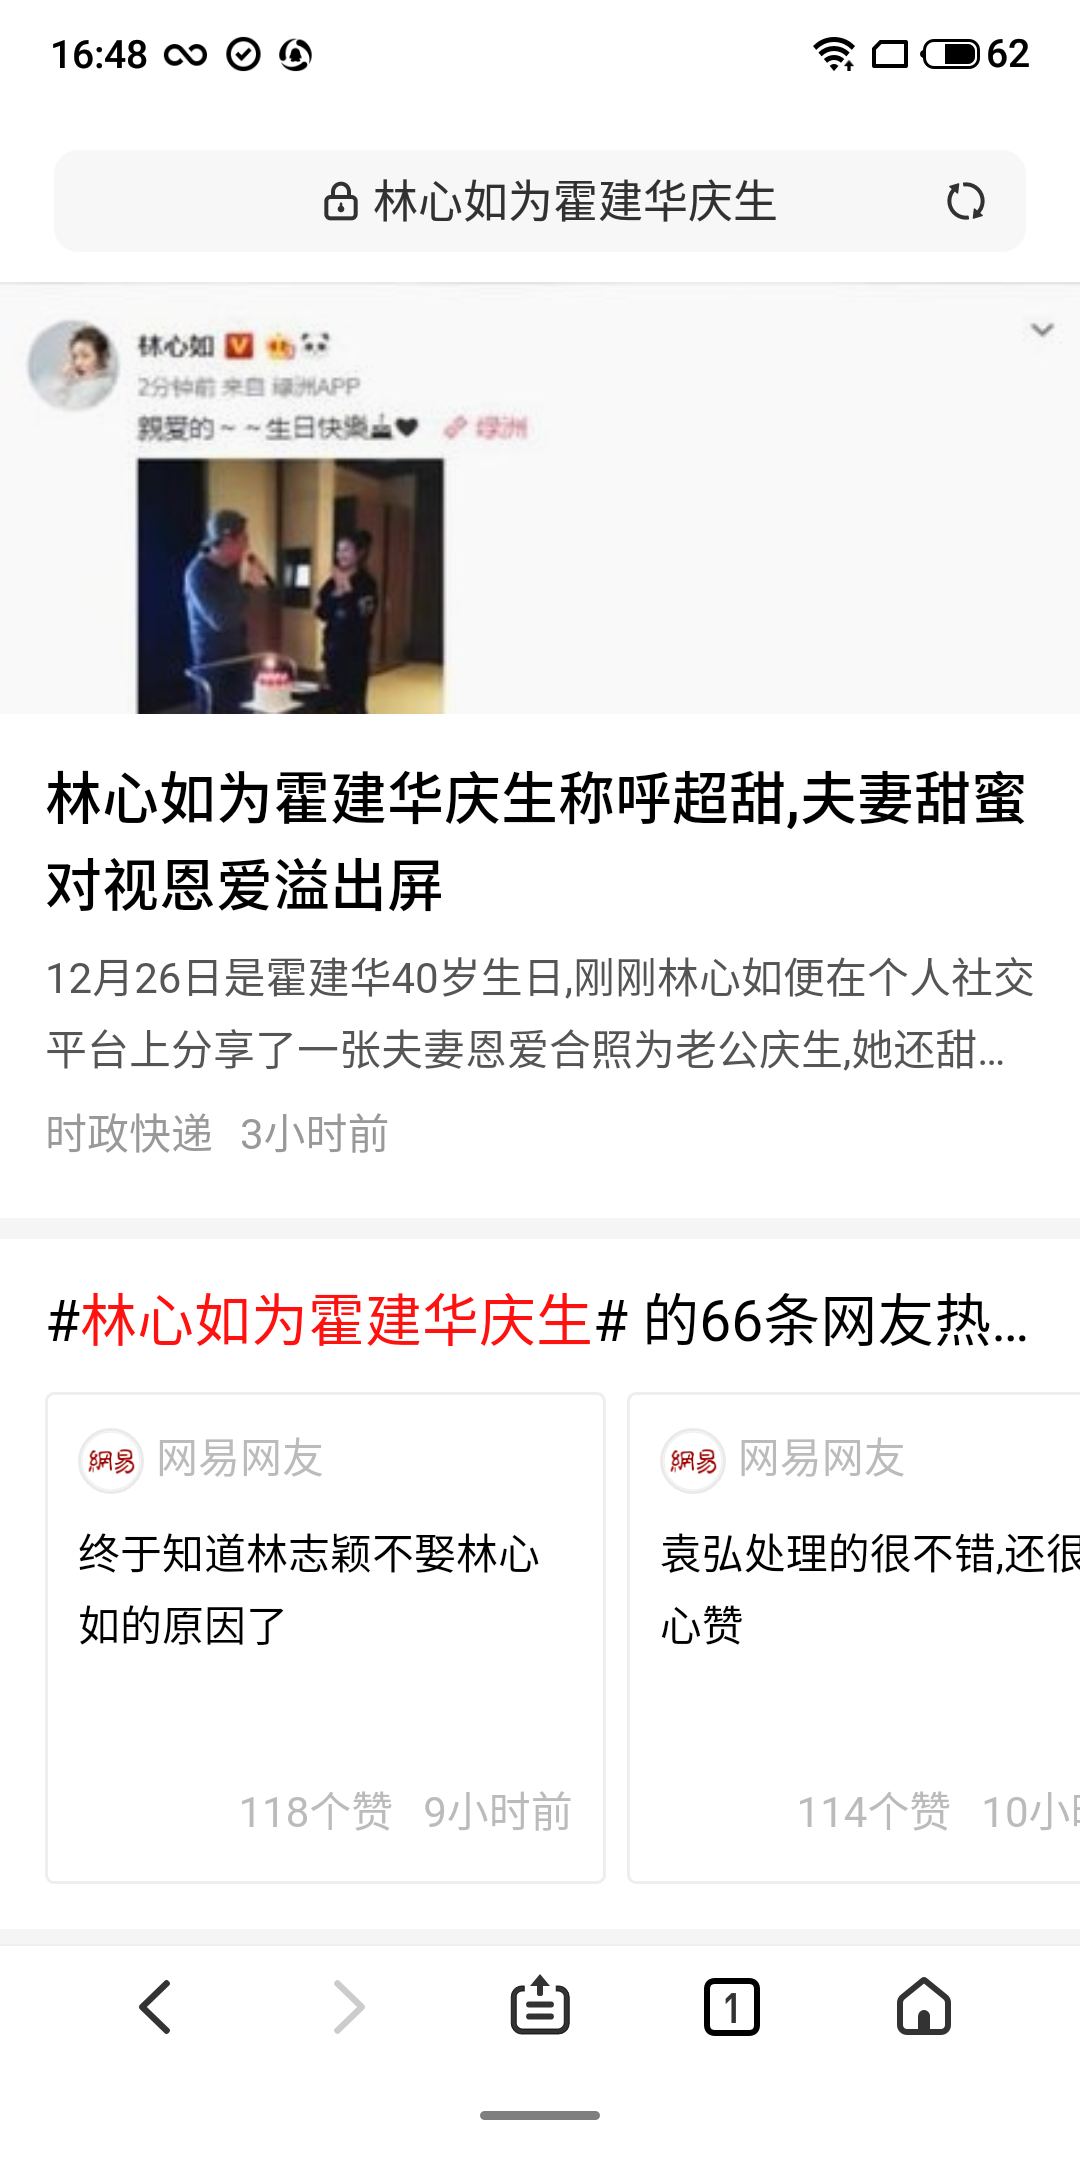 16:48
62
林心如为霍建华庆生
林心如
2分钟前 来自 绿洲APP
親爱的~~生日快樂 绿洲
林心如为霍建华庆生称呼超甜,夫妻甜蜜
对视恩爱溢出屏
12月26日是霍建华40岁生日,刚刚林心如便在个人社交
平台上分享了一张夫妻恩爱合照为老公庆生,她还甜...
时政快递 3小时前
#林心如为霍建华庆生# 的66条网友热...
網易 网易网友
终于知道林志颖不娶林心
如的原因了
118个赞 9小时前
網易 网易网友
袁弘处理的很不错,还很
心赞
114个赞 10小时
1